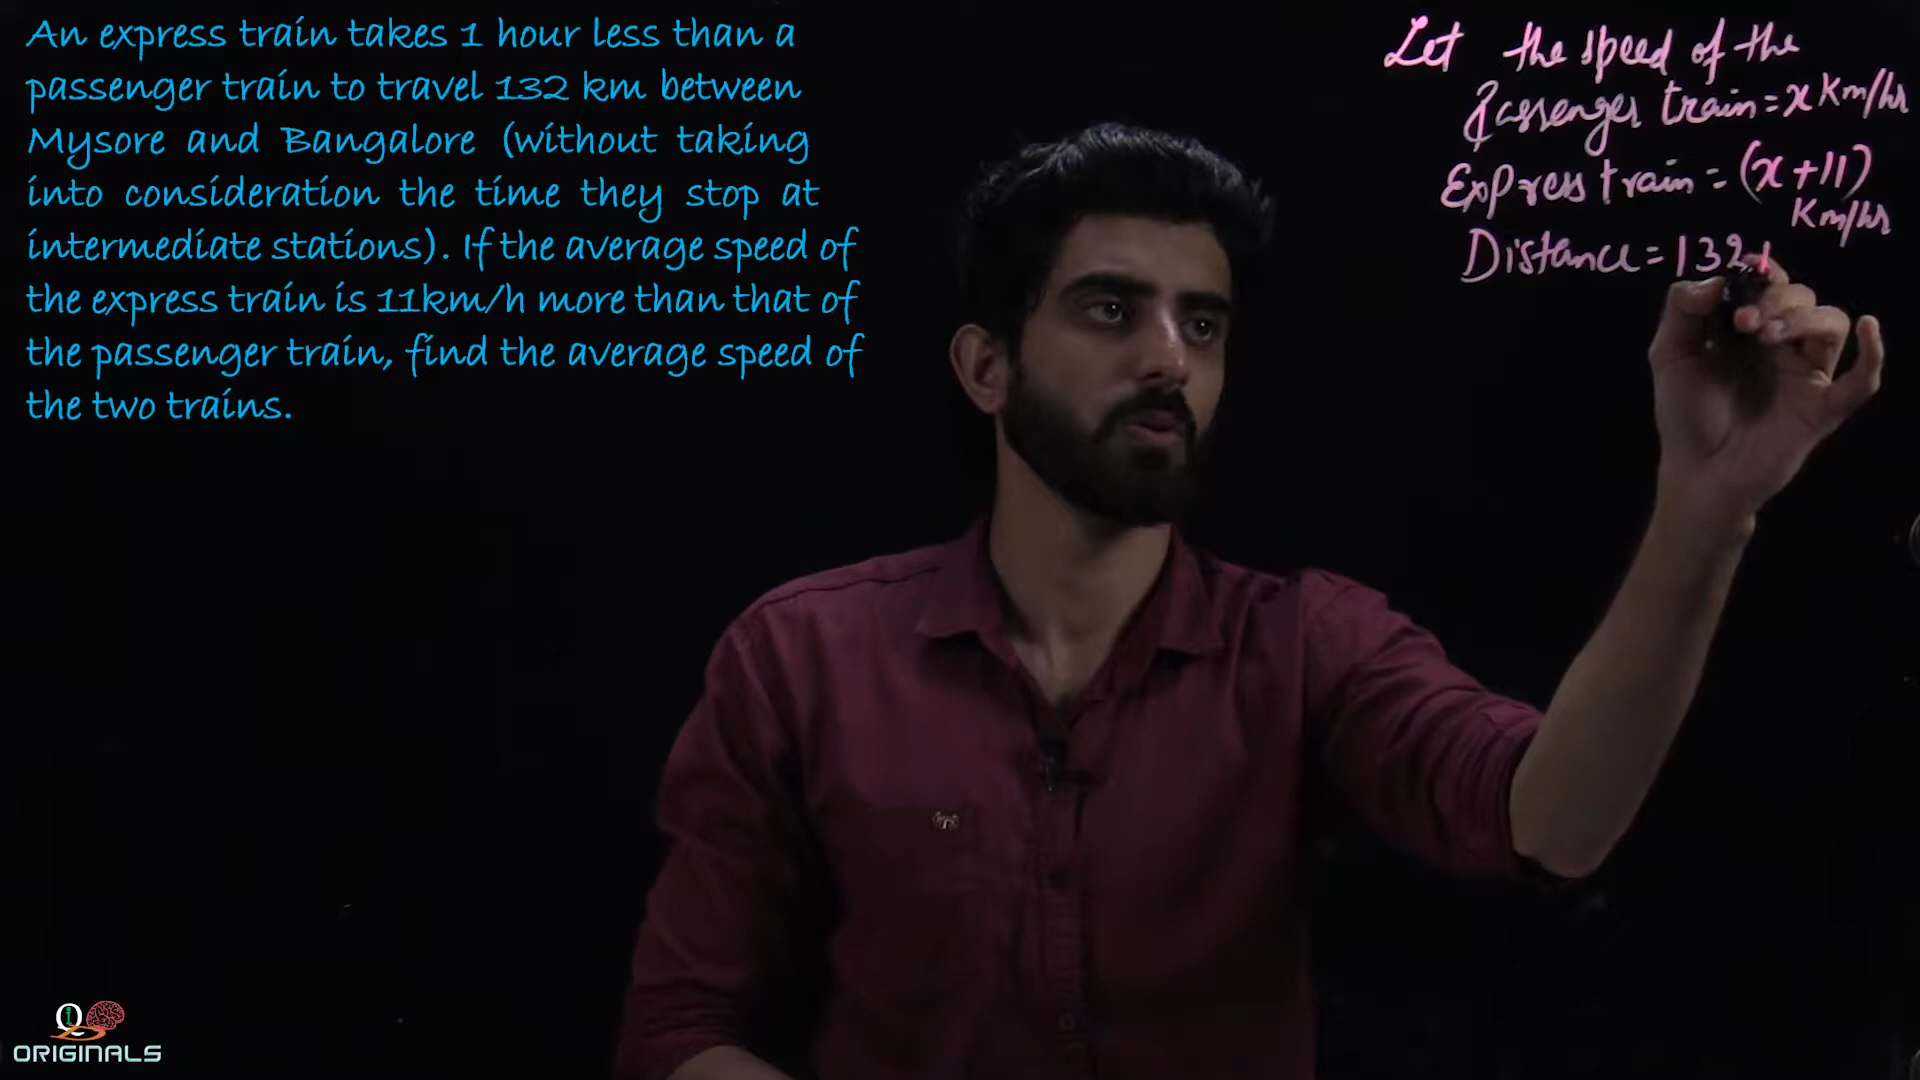 An express train takes 1 hour less than a
passenger train to travel 132 km between
Mysore and Bangalore (without taking
into consideration the time they stop at
intermediate stations). If the average speed of
the express train is 11km/h more than that of
the passenger train, find the average speed of
the two trains.
Let the speed of the
Passenger train = x Km/hr
Express train = (x + 11)
Km/hr
Distance = 132
ORIGINALS